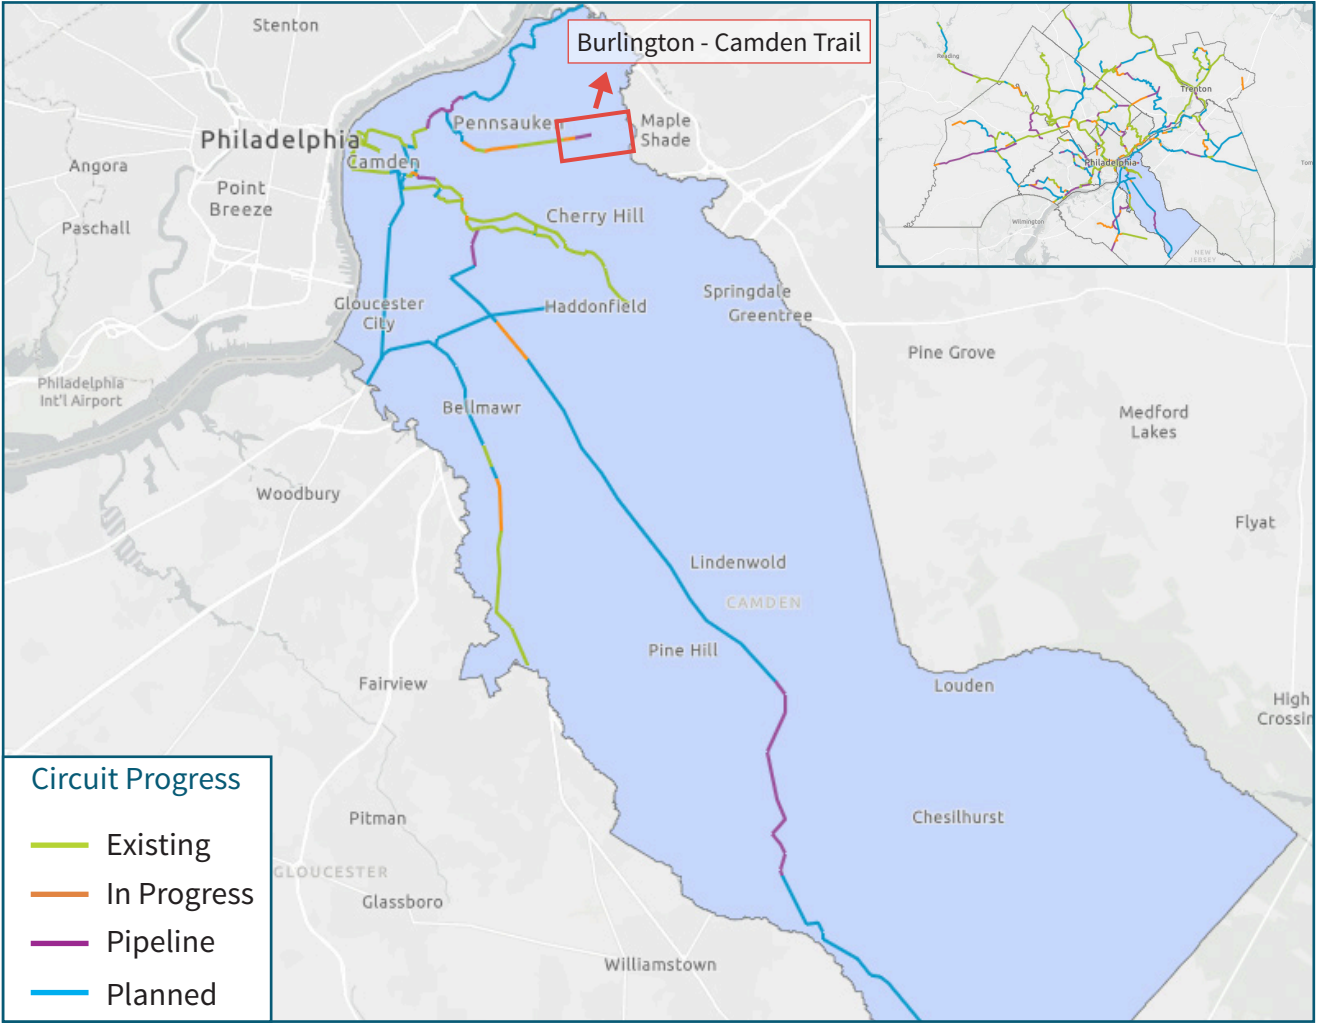 Stenton
Burlington - Camden Trail
Reading
Trenton
Philadelphia
Wilmington
NEW
JERSEY
Philadelphia
Pennsauke
Maple
Shade
Camden
Angora
Point
Breeze
Paschall
Cherry Hill
Gloucester
City
Haddonfield
Springdale
Greentree
Pine Grove
Philadelphia
Int'l Airport
Bellmawr
Medford
Lakes
Woodbury
Flyat
Lindenwold
CAMDEN
Pine Hill
Fairview
Louden
High
Crossin
Circuit Progress
Existing
In Progress
Pipeline
Planned
Pitman
GLOUCESTER
Glassboro
Chesilhurst
Williamstown